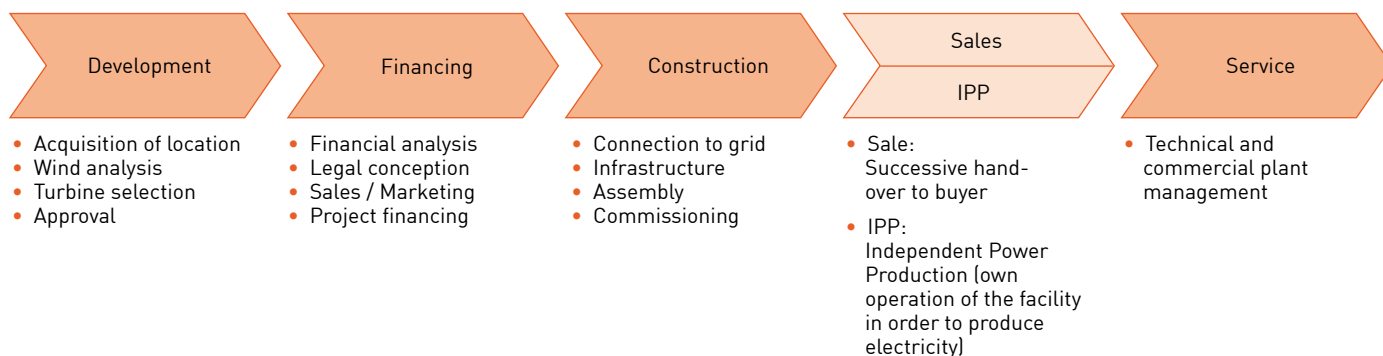 Development
Financing
Construction
Sales
IPP
Service
• Acquisition of location
• Wind analysis
• Turbine selection
• Approval
• Financial analysis
• Legal conception
• Sales / Marketing
• Project financing
• Connection to grid
• Infrastructure
• Assembly
• Commissioning
• Sale:
Successive hand-
over to buyer
• IPP:
Independent Power
Production (own
operation of the facility
in order to produce
electricity)
• Technical and
commercial plant
management